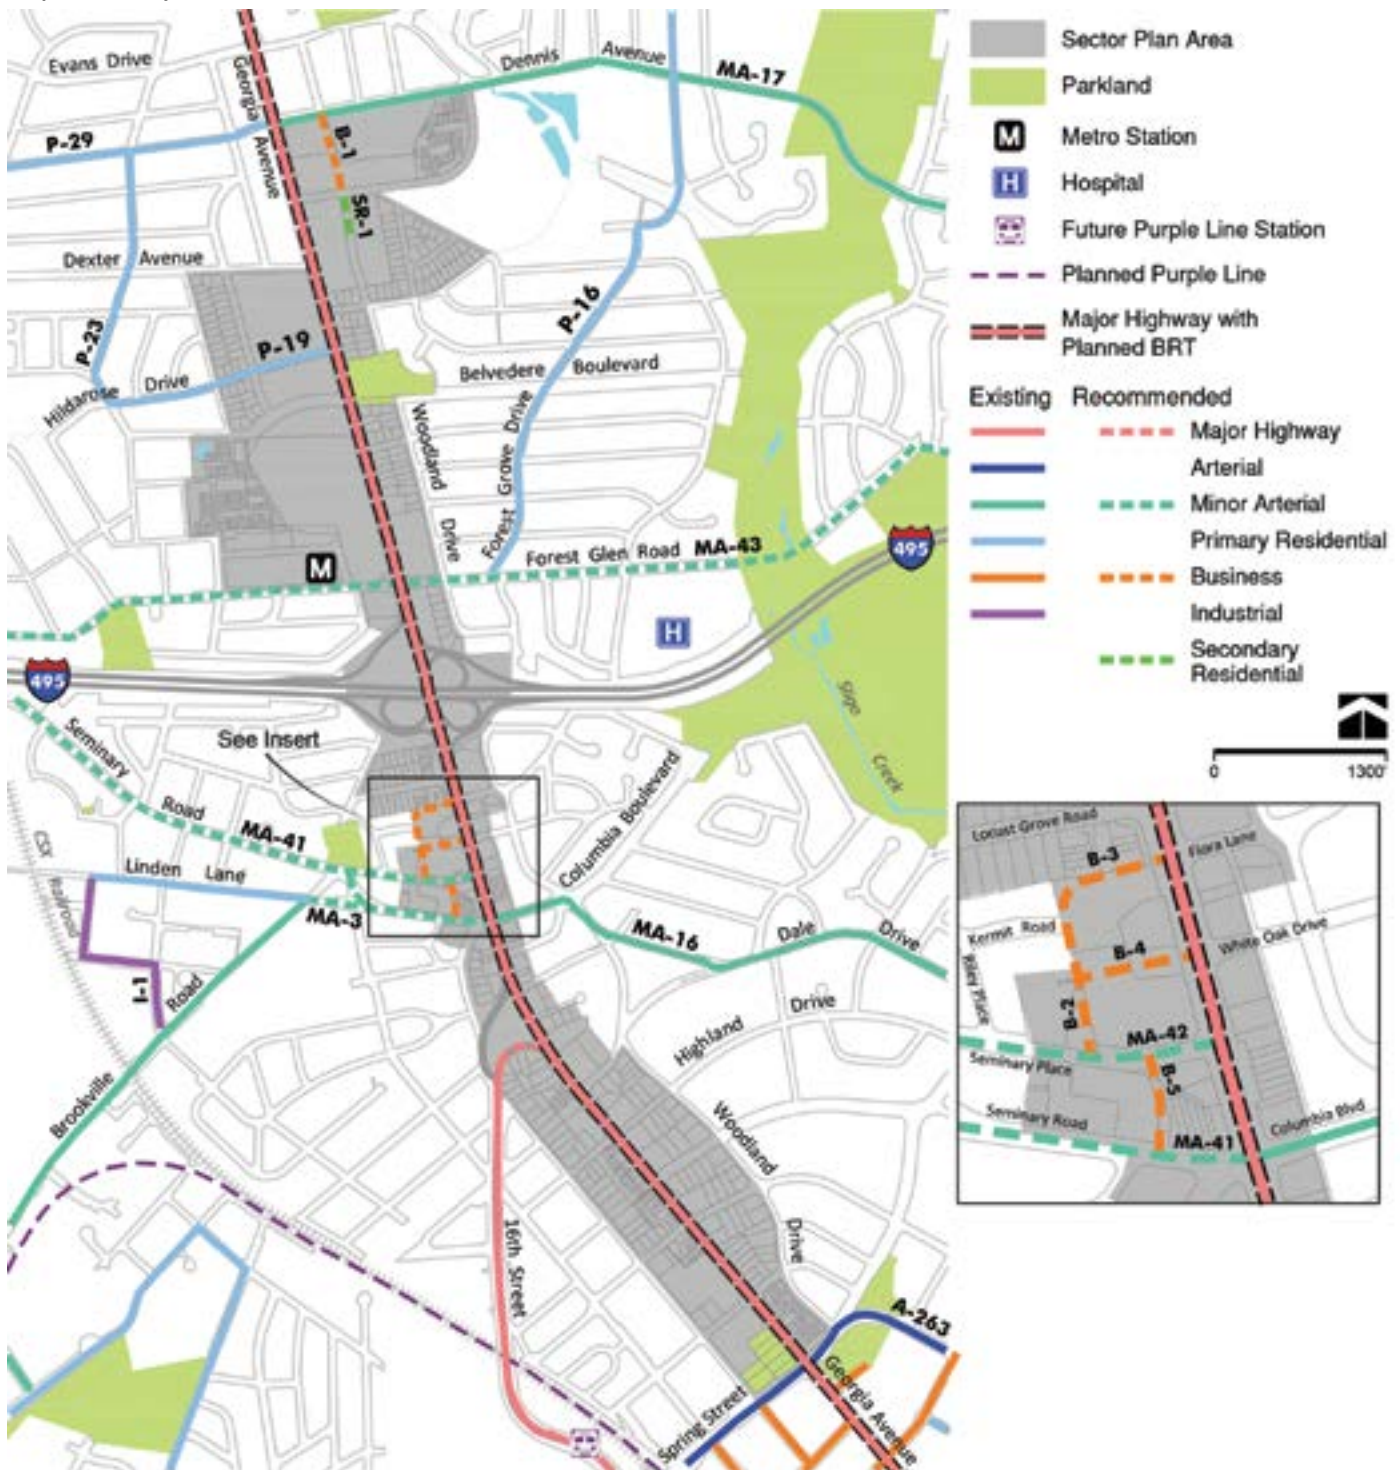 Evans Drive
Georgia Avenue
Dennis Avenue
MA-17
P-29
B-1
SR-1
Dexter Avenue
P-23
P-19
P-16
Hildarose Drive
Belvedere Boulevard
Woodland Drive
Forest Grove Drive
M
Forest Glen Road MA-43
495
H
495
Sligo Creek
See Insert
Seminary Road
MA-41
Columbia Boulevard
CSX Railroad
Linden Lane
MA-3
MA-16
Dale Drive
I-1
Brookville Road
Highland Drive
Woodland Drive
16th Street
A-263
Spring Street
Georgia Avenue
Sector Plan Area
Parkland
M Metro Station
H Hospital
Future Purple Line Station
Planned Purple Line
Major Highway with
Planned BRT
Existing Recommended
Major Highway
Arterial
Minor Arterial
Primary Residential
Business
Industrial
Secondary
Residential
0 1300'
Locust Grove Road
Flora Lane
B-3
Kermit Road
White Oak Drive
B-4
Riley Place
B-2
MA-42
Seminary Place
B-5
Seminary Road
MA-41
Columbia Blvd